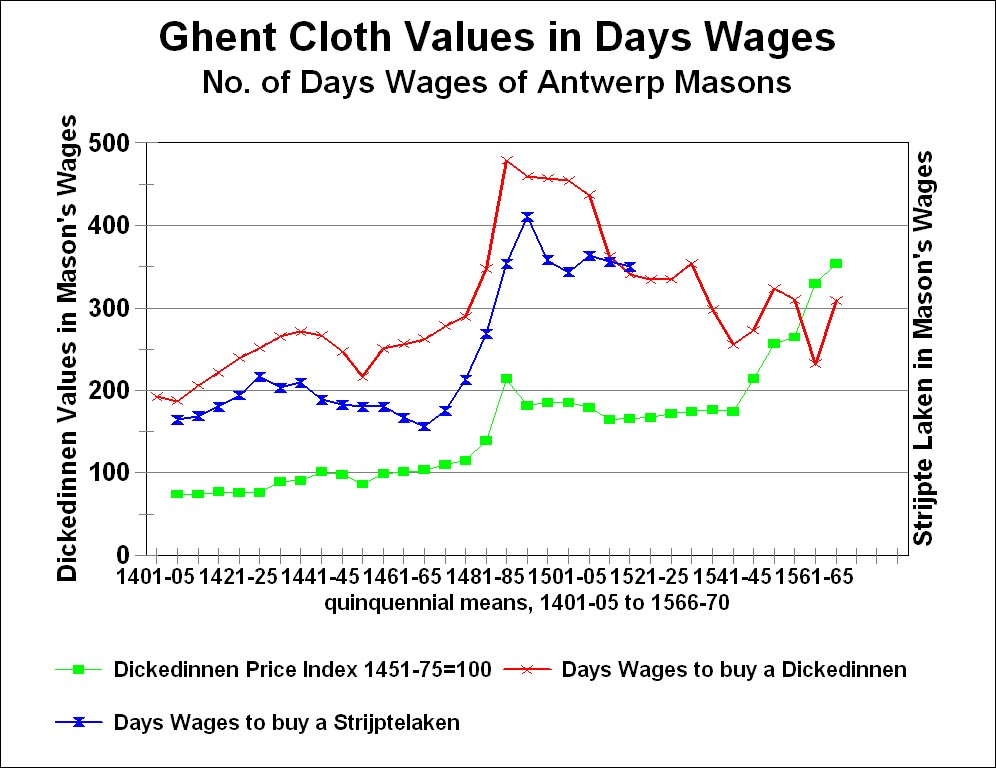 Ghent Cloth Values in Days Wages
No. of Days Wages of Antwerp Masons
Dickedinnen Values in Mason's Wages
500
400
300
200
100
0
Strijpte Laken in Mason's Wages
1401-05 1421-25 1441-45 1461-65 1481-85 1501-05 1521-25 1541-45 1561-65
quinquennial means, 1401-05 to 1566-70
Dickedinnen Price Index 1451-75=100 Days Wages to buy a Dickedinnen
Days Wages to buy a Strijptelaken